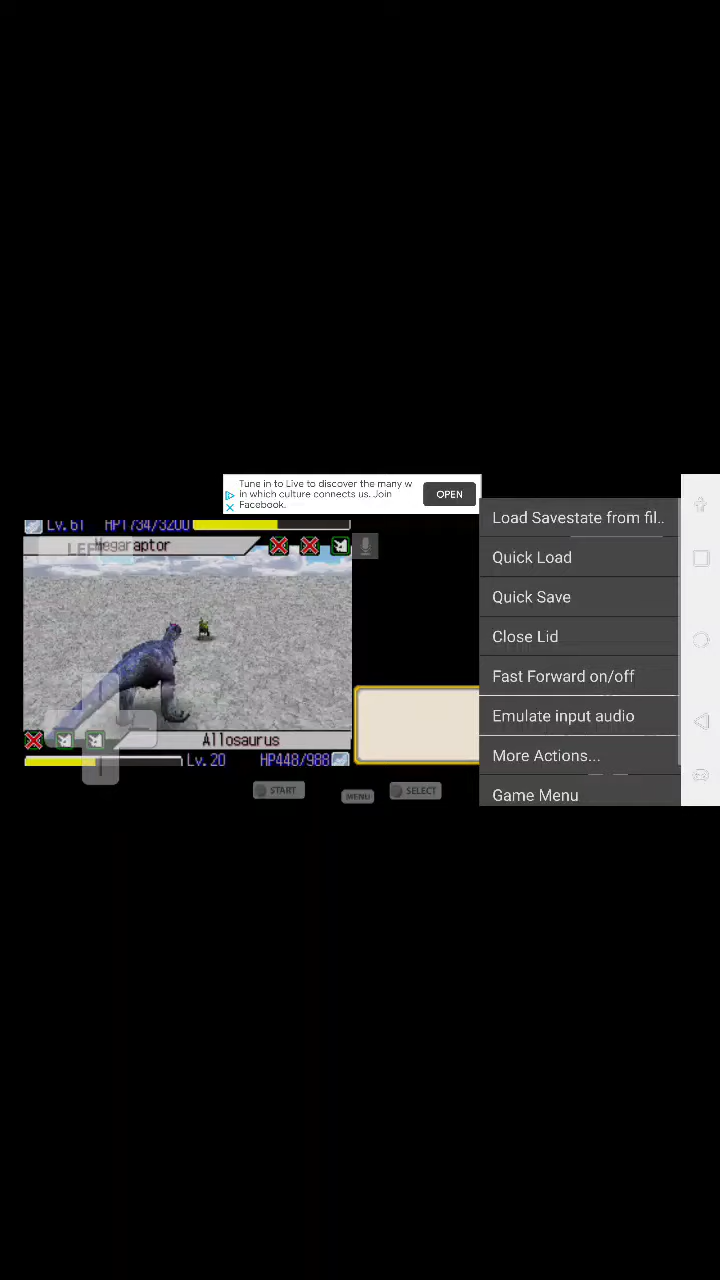 Tune in to Live to discover the many w
in which culture connects us. Join
Facebook.
OPEN
Lv.61 HP1734/3200
Megaraptor
Allosaurus
Lv.20 HP448/988
START
MENU
SELECT
Load Savestate from fil..
Quick Load
Quick Save
Close Lid
Fast Forward on/off
Emulate input audio
More Actions...
Game Menu